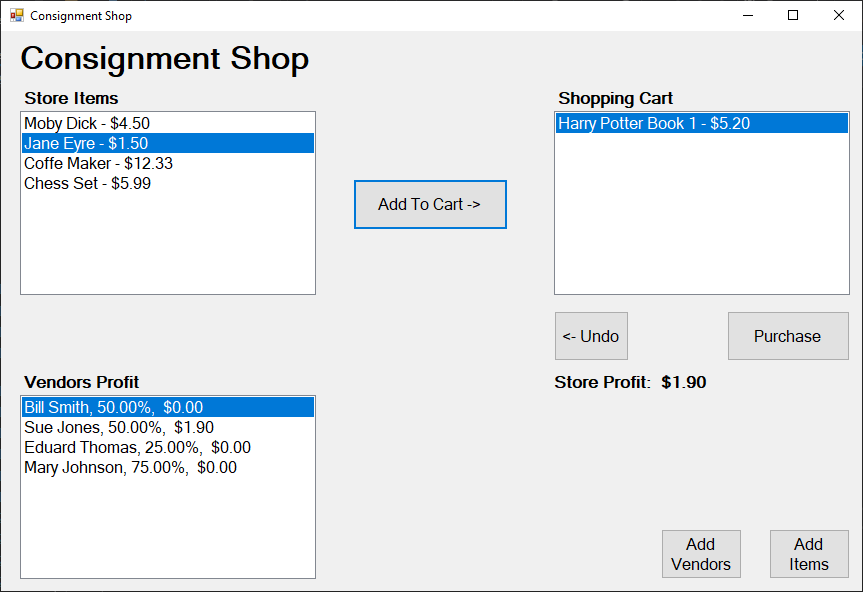 Consignment Shop
Consignment Shop
Store Items
Moby Dick - $4.50
Jane Eyre - $1.50
Coffe Maker - $12.33
Chess Set - $5.99
Add To Cart ->
Shopping Cart
Harry Potter Book 1 - $5.20
<- Undo
Purchase
Vendors Profit
Bill Smith, 50.00%,  $0.00
Sue Jones, 50.00%,  $1.90
Eduard Thomas, 25.00%,  $0.00
Mary Johnson, 75.00%,  $0.00
Store Profit:  $1.90
Add
Vendors
Add
Items